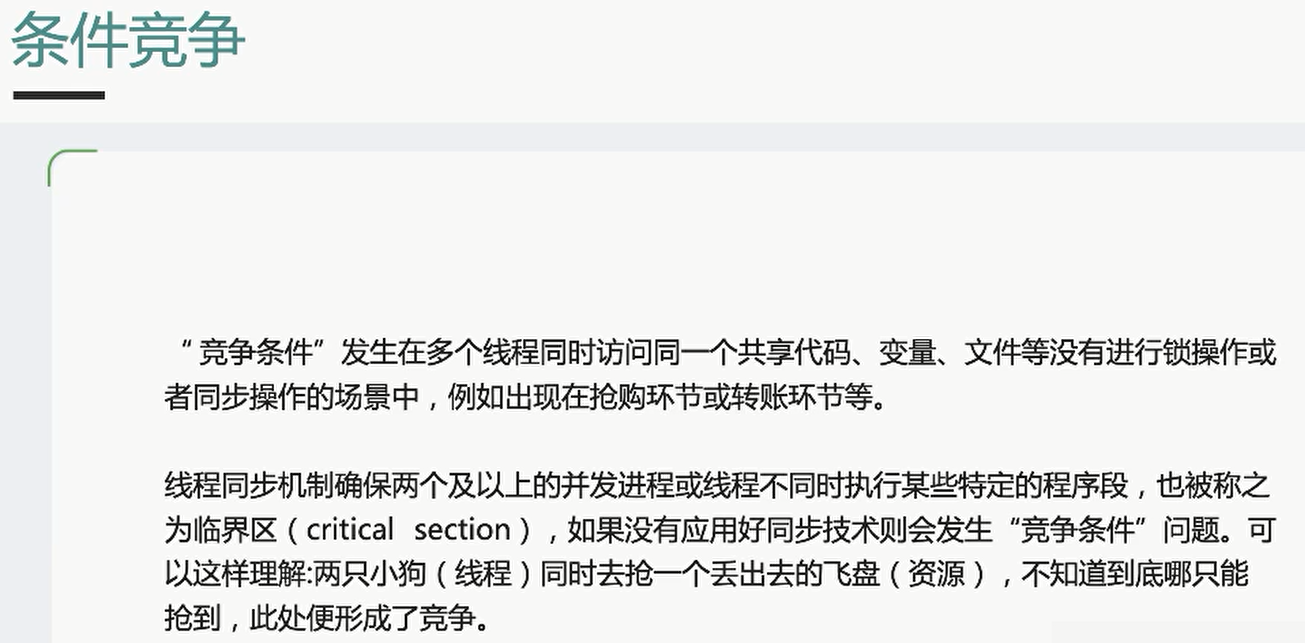 条件竞争
“ 竞争条件”发生在多个线程同时访问同一个共享代码、变量、文件等没有进行锁操作或
者同步操作的场景中，例如出现在抢购环节或转账环节等。
线程同步机制确保两个及以上的并发进程或线程不同时执行某些特定的程序段，也被称之
为临界区（critical section），如果没有应用好同步技术则会发生“竞争条件”问题。可
以这样理解:两只小狗（线程）同时去抢一个丢出去的飞盘（资源），不知道到底哪只能
抢到，此处便形成了竞争。